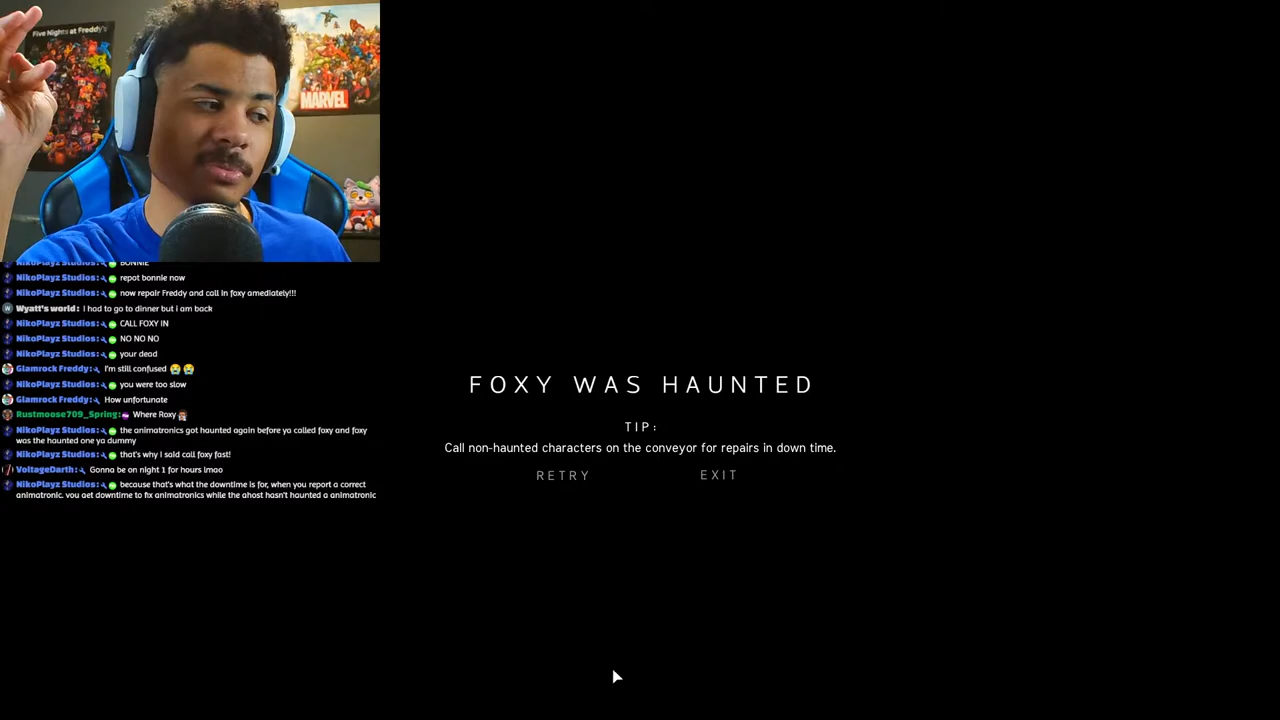 Five Nights at Freddy's
MARVEL
NikoPlayz Studios: BONNIE
NikoPlayz Studios: repot bonnie now
NikoPlayz Studios: now repair Freddy and call in foxy amediately!!!
W Wyatt's world: I had to go to dinner but i am back
NikoPlayz Studios: CALL FOXY IN
NikoPlayz Studios: NO NO NO
NikoPlayz Studios: your dead
Glamrock Freddy: I'm still confused 😭 😭
NikoPlayz Studios: you were too slow
Glamrock Freddy: How unfortunate
Rustmoose709_Spring: Where Roxy
NikoPlayz Studios: the animatronics got haunted again before ya called foxy and foxy
was the haunted one ya dummy
NikoPlayz Studios: that's why I said call foxy fast!
VoltageDarth: Gonna be on night 1 for hours lmao
NikoPlayz Studios: because that's what the downtime is for, when you report a correct
animatronic. you get downtime to fix animatronics while the ghost hasn't haunted a animatronic
FOXY WAS HAUNTED
TIP:
Call non-haunted characters on the conveyor for repairs in down time.
RETRY EXIT